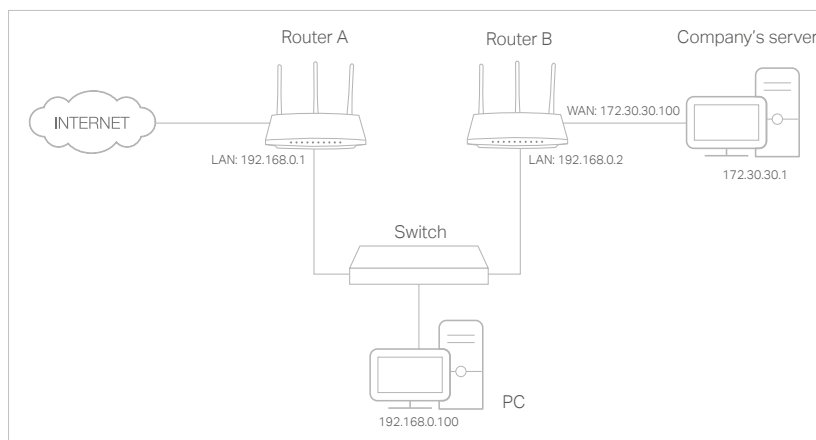 Router A
Router B
Company's server
INTERNET
WAN: 172.30.30.100
LAN: 192.168.0.1
LAN: 192.168.0.2
172.30.30.1
Switch
PC
192.168.0.100